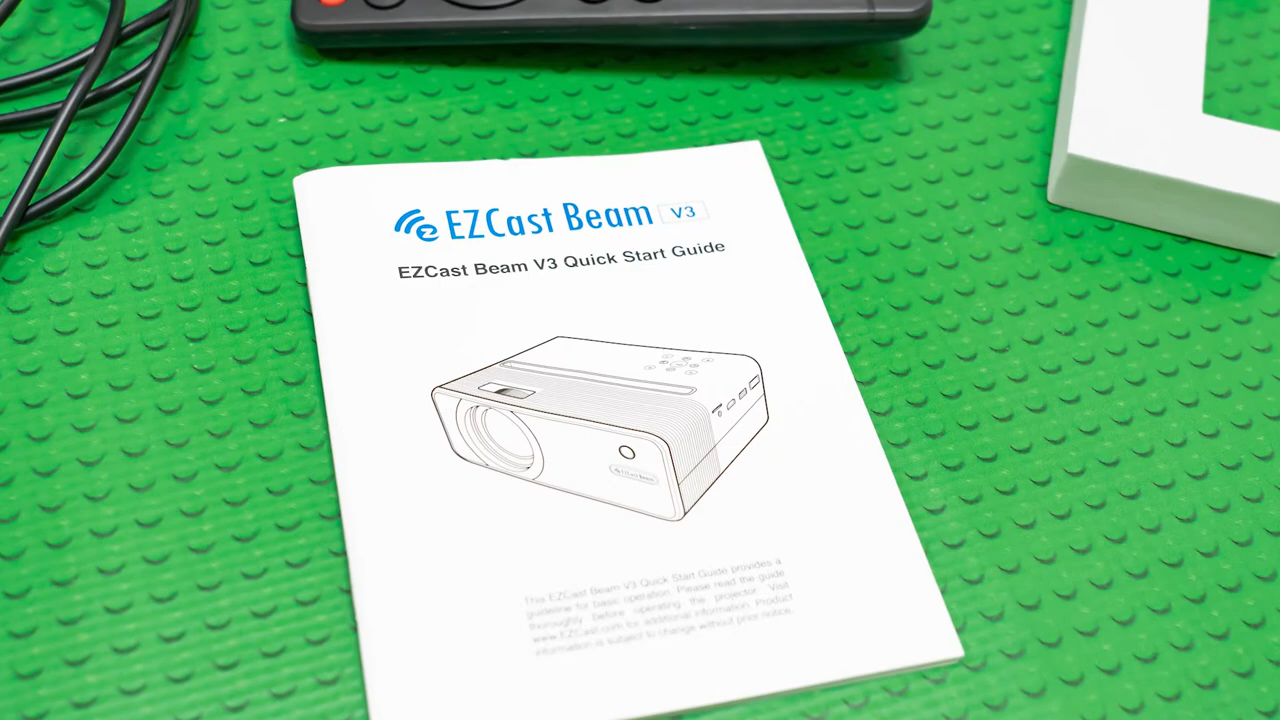 EZCast Beam V3
EZCast Beam V3 Quick Start Guide
EZCast Beam
This EZCast Beam V3 Quick Start Guide provides a
guideline for basic operation. Please read the guide
thoroughly before operating the projector. Visit
www.EZCast.com for additional information. Product
information is subject to change without prior notice.